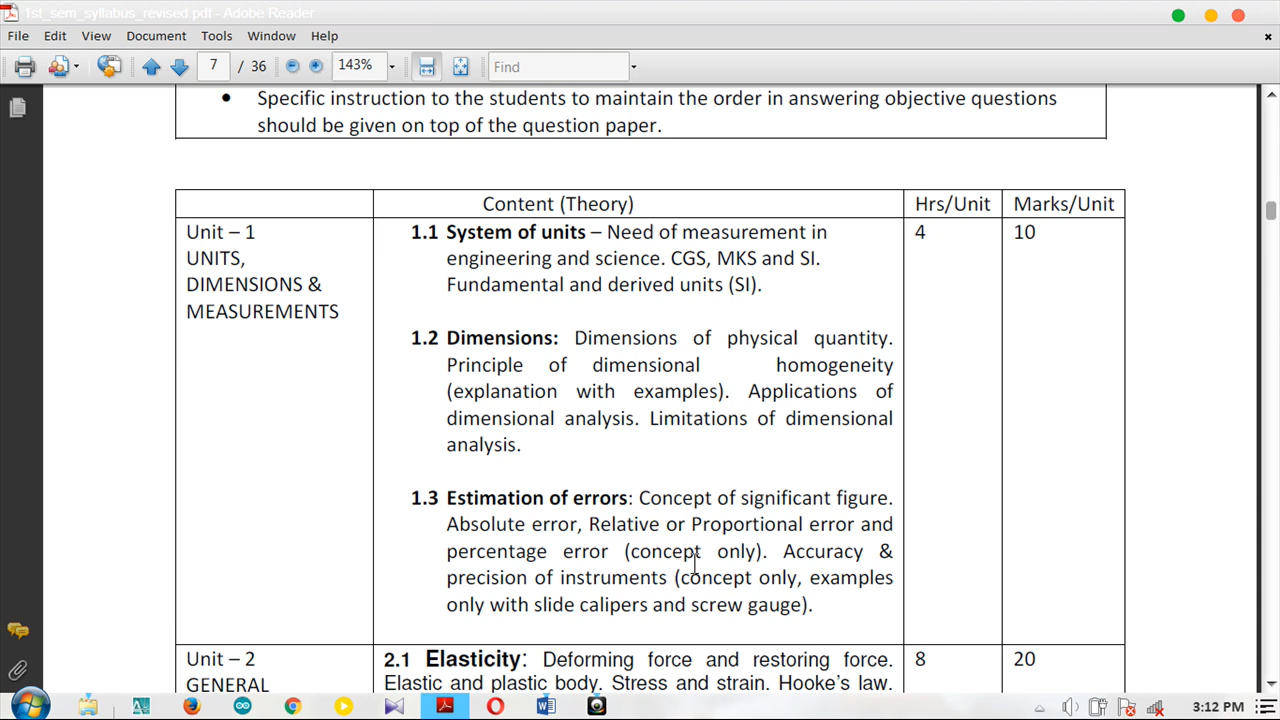 1st_sem_syllabus_revised pdf - Adobe Reader
File Edit View Document Tools Window Help
7 / 36 143% Find
• Specific instruction to the students to maintain the order in answering objective questions
should be given on top of the question paper.
Content (Theory) Hrs/Unit Marks/Unit
Unit – 1
UNITS,
DIMENSIONS &
MEASUREMENTS
1.1 System of units – Need of measurement in
engineering and science. CGS, MKS and SI.
Fundamental and derived units (SI).
1.2 Dimensions: Dimensions of physical quantity.
Principle of dimensional homogeneity
(explanation with examples). Applications of
dimensional analysis. Limitations of dimensional
analysis.
1.3 Estimation of errors: Concept of significant figure.
Absolute error, Relative or Proportional error and
percentage error (concept only). Accuracy &
precision of instruments (concept only, examples
only with slide calipers and screw gauge).
4
10
Unit – 2
GENERAL
2.1 Elasticity: Deforming force and restoring force.
Elastic and plastic body. Stress and strain. Hooke’s law.
8
20
3:12 PM